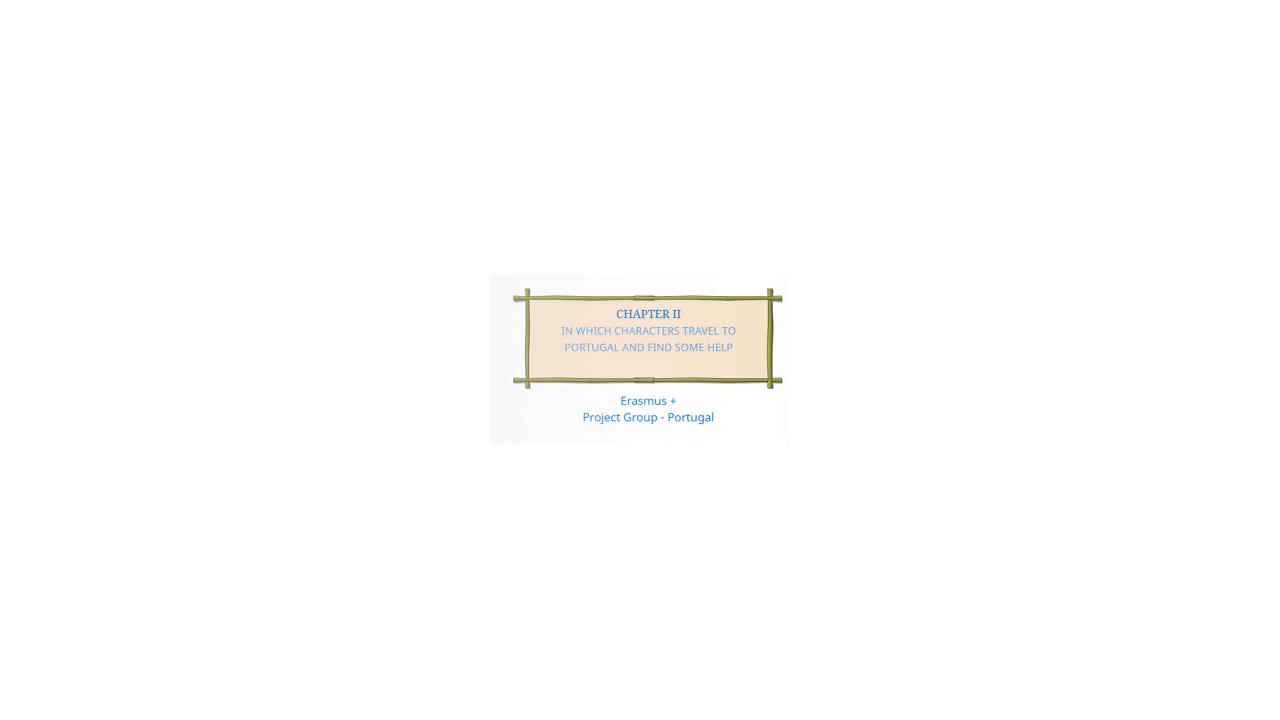 CHAPTER II
IN WHICH CHARACTERS TRAVEL TO
PORTUGAL AND FIND SOME HELP
Erasmus +
Project Group - Portugal